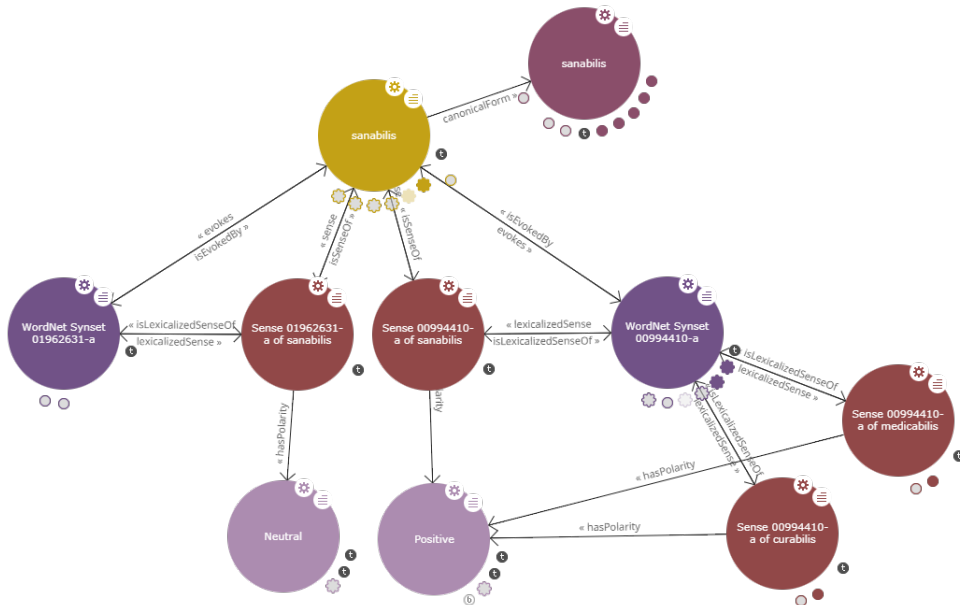 sanabilis
canonicalForm »
sanabilis
« evokes
isEvokedBy »
« sense
isSenseOf »
« isSenseOf
« isEvokedBy
evokes »
WordNet Synset
01962631-a
« isLexicalizedSenseOf
lexicalizedSense »
Sense 01962631-
a of sanabilis
Sense 00994410-
a of sanabilis
« lexicalizedSense
isLexicalizedSenseOf »
WordNet Synset
00994410-a
isLexicalizedSenseOf
lexicalizedSense »
Sense 00994410-
a of medicabilis
isLexicalizedSenseOf
lexicalizedSense »
« hasPolarity
arity
« hasPolarity
« hasPolarity
Neutral
Positive
Sense 00994410-
a of curabilis